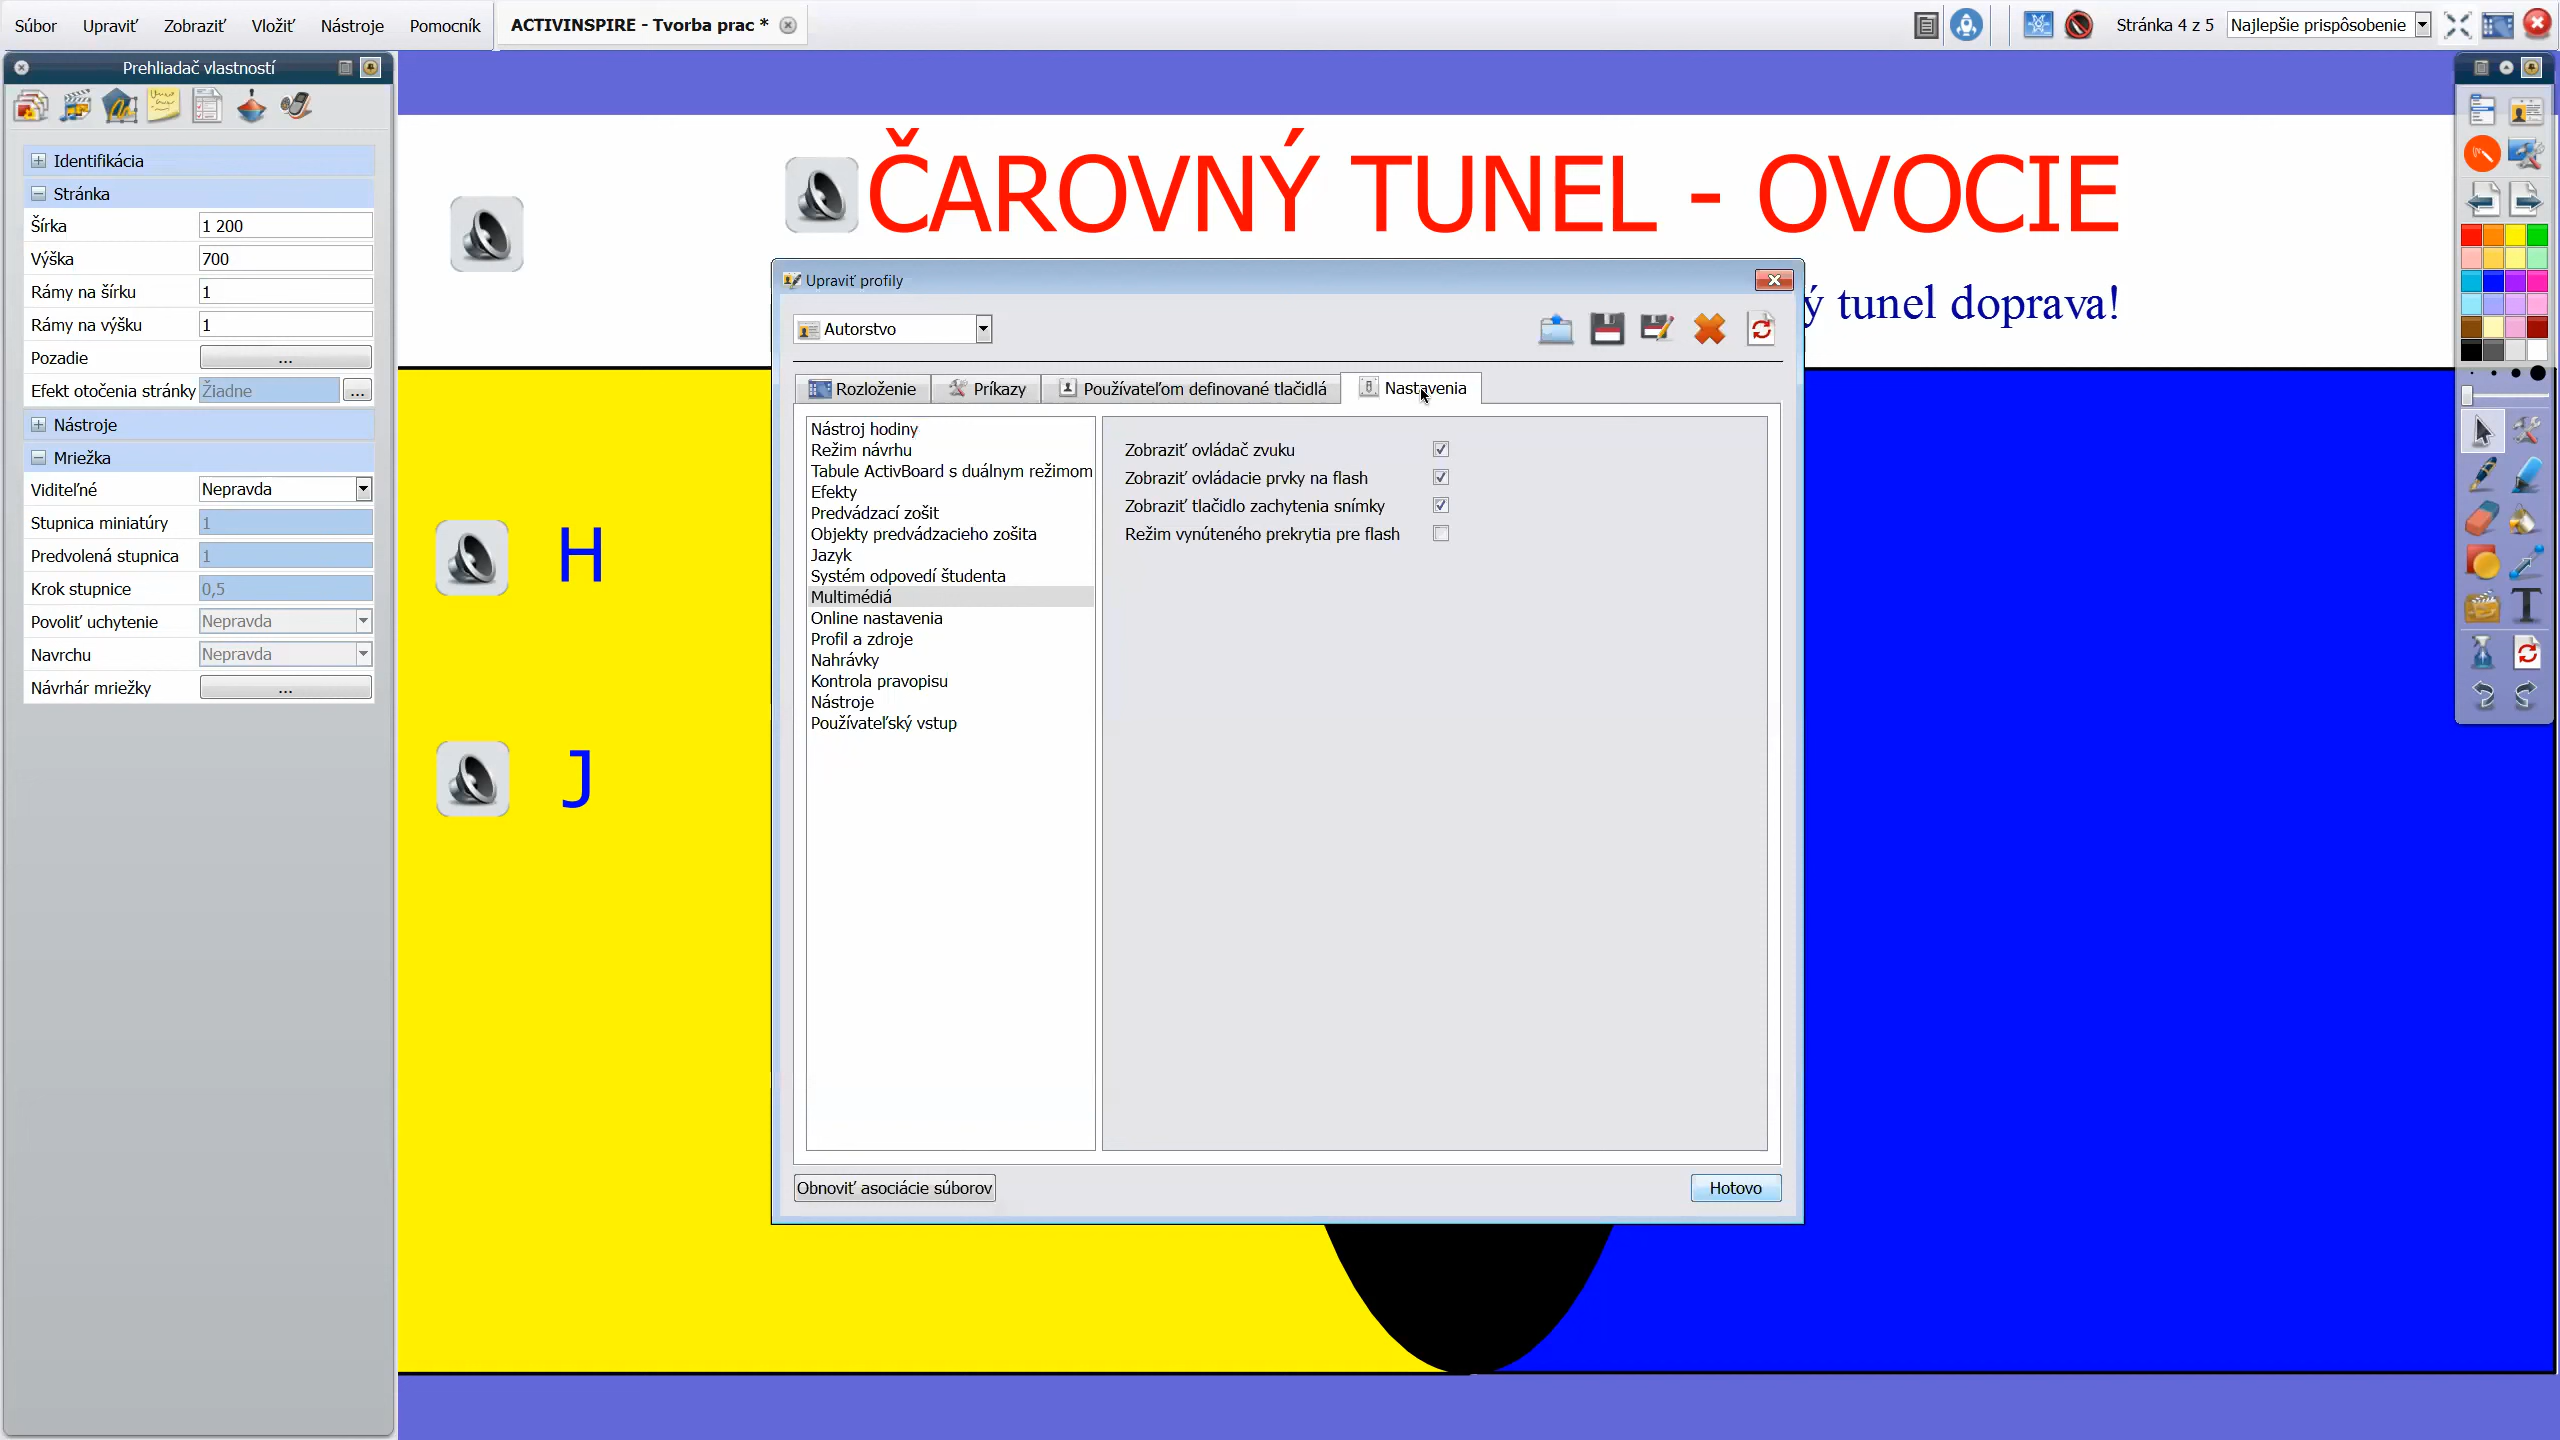 Súbor Upraviť Zobraziť Vložiť Nástroje Pomocník ACTIVINSPIRE - Tvorba prac * Stránka 4 z 5 Najlepšie prispôsobenie
Prehliadač vlastností
Identifikácia
Stránka
Šírka 1 200
Výška 700
Rámy na šírku 1
Rámy na výšku 1
Pozadie ...
Efekt otočenia stránky Žiadne ...
Nástroje
Mriežka
Viditeľné Nepravda
Stupnica miniatúry 1
Predvolená stupnica 1
Krok stupnice 0,5
Povoliť uchytenie Nepravda
Navrchu Nepravda
Návrhár mriežky ...
ČAROVNÝ TUNEL - OVOCIE
ý tunel doprava!
H
J
Upraviť profily
Autorstvo
Rozloženie Príkazy Používateľom definované tlačidlá Nastavenia
Nástroj hodiny
Režim návrhu
Tabule ActivBoard s duálnym režimom
Efekty
Predvádzací zošit
Objekty predvádzacieho zošita
Jazyk
Systém odpovedí študenta
Multimédiá
Online nastavenia
Profil a zdroje
Nahrávky
Kontrola pravopisu
Nástroje
Používateľský vstup
Zobraziť ovládač zvuku
Zobraziť ovládacie prvky na flash
Zobraziť tlačidlo zachytenia snímky
Režim vynúteného prekrytia pre flash
Obnoviť asociácie súborov Hotovo
T